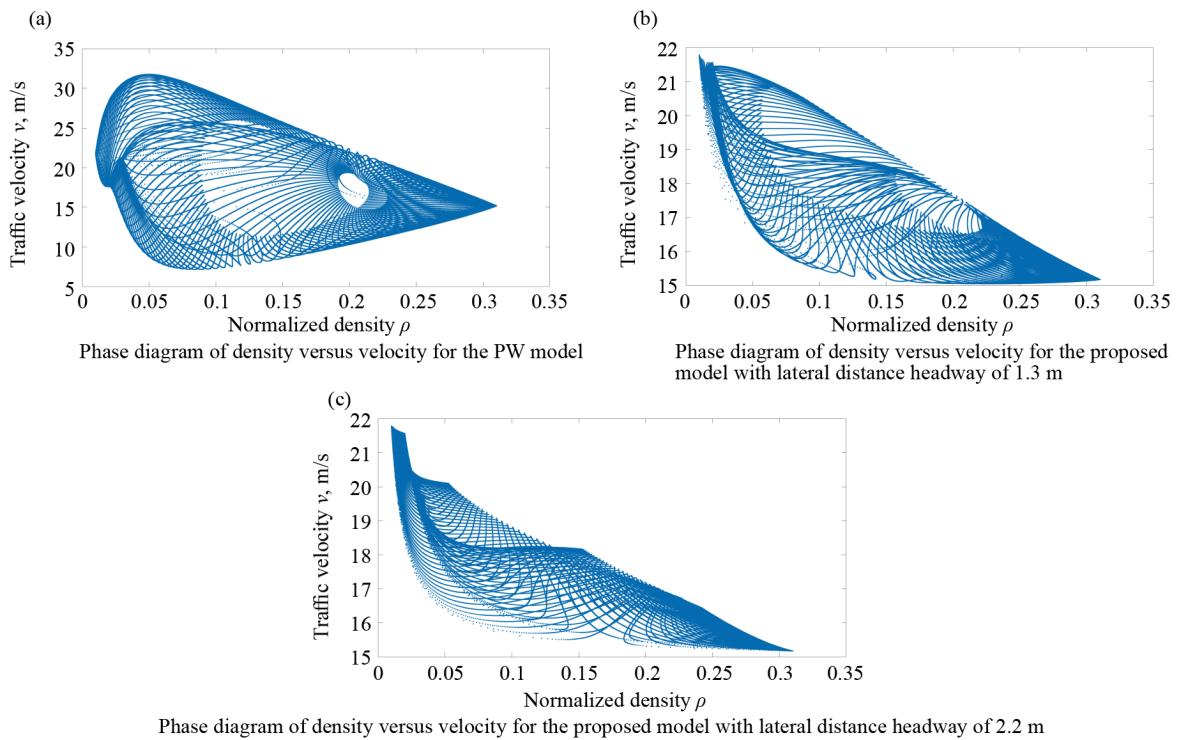 (a)
35
30
25
20
15
10
5
Traffic velocity v, m/s
0 0.05 0.1 0.15 0.2 0.25 0.3 0.35
Normalized density ρ
Phase diagram of density versus velocity for the PW model
(b)
22
21
20
19
18
17
16
15
Traffic velocity v, m/s
0 0.05 0.1 0.15 0.2 0.25 0.3 0.35
Normalized density ρ
Phase diagram of density versus velocity for the proposed
model with lateral distance headway of 1.3 m
(c)
22
21
20
19
18
17
16
15
Traffic velocity v, m/s
0 0.05 0.1 0.15 0.2 0.25 0.3 0.35
Normalized density ρ
Phase diagram of density versus velocity for the proposed model with lateral distance headway of 2.2 m